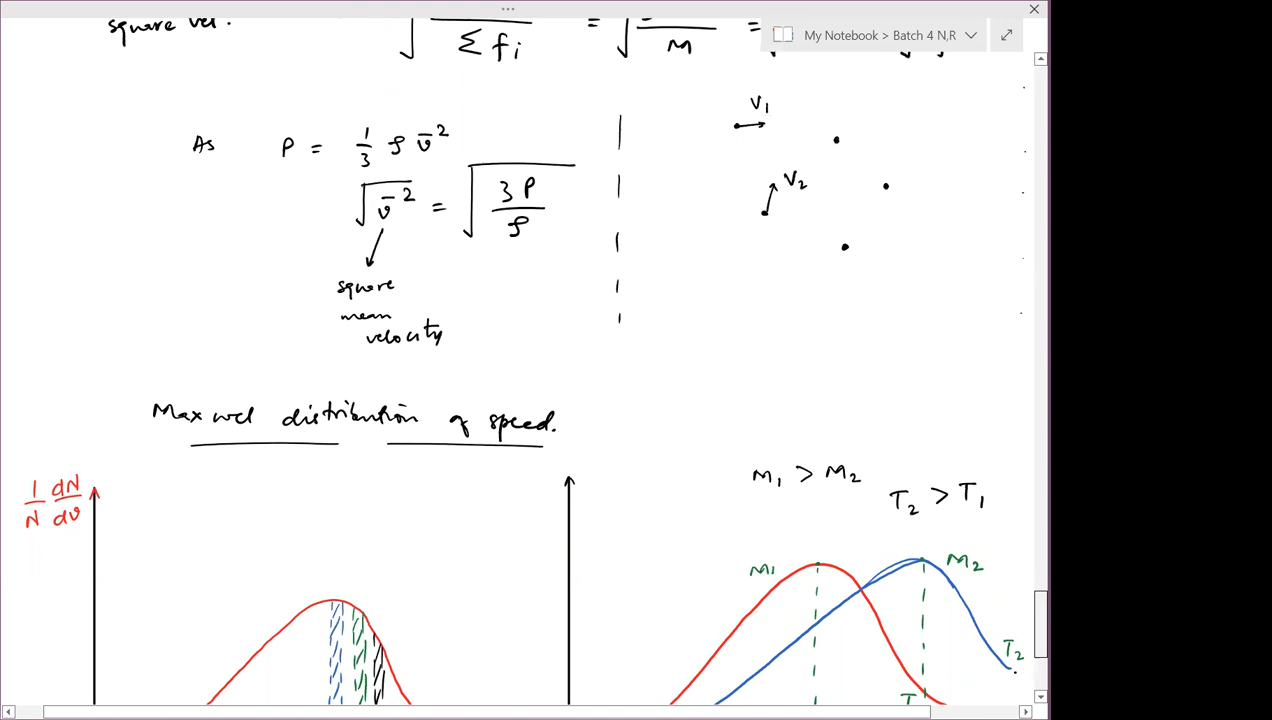 My Notebook > Batch 4 N,R
square vel.
√ / Σ fᵢ = √ / M =
V₁
As P = 1/3 ρ v̄²
V₂
√v̄² = √(3P/ρ)
square
mean
velocity
Maxwel distribution of speed.
M₁ > M₂
T₂ > T₁
1/N dN/dv
M₁
M₂
T₂
T